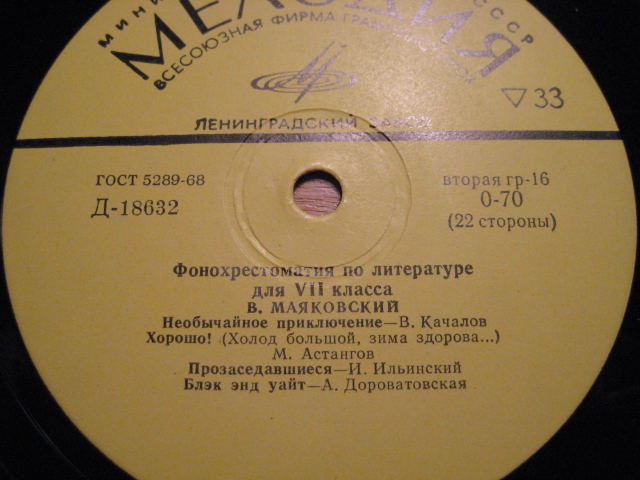 СССР
МЕЛОДИЯ
ВСЕСОЮЗНАЯ ФИРМА
ЛЕНИНГРАДСКИЙ ЗАВОД
▽33
ГОСТ 5289-68
Д-18632
вторая гр-16
0-70
(22 стороны)
Фонохрестоматия по литературе
для VII класса
В. МАЯКОВСКИЙ
Необычайное приключение—В. Качалов
Хорошо! (Холод большой, зима здорова...)
М. Астангов
Прозаседавшиеся—И. Ильинский
Блэк энд уайт—А. Дороватовская